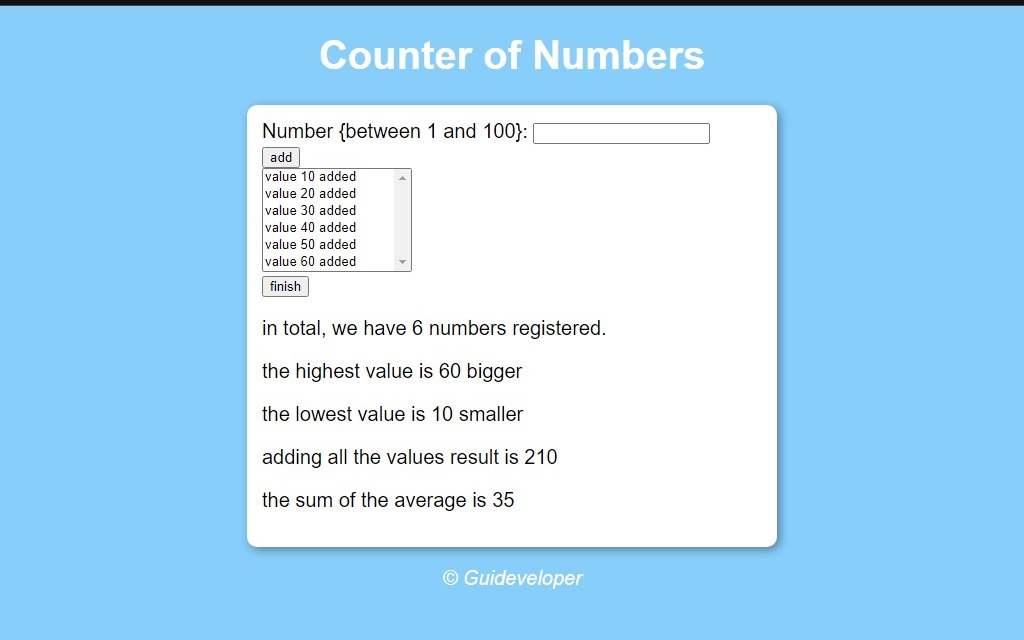 Counter of Numbers
Number {between 1 and 100}:
add
value 10 added
value 20 added
value 30 added
value 40 added
value 50 added
value 60 added
finish
in total, we have 6 numbers registered.
the highest value is 60 bigger
the lowest value is 10 smaller
adding all the values result is 210
the sum of the average is 35
© Guideveloper